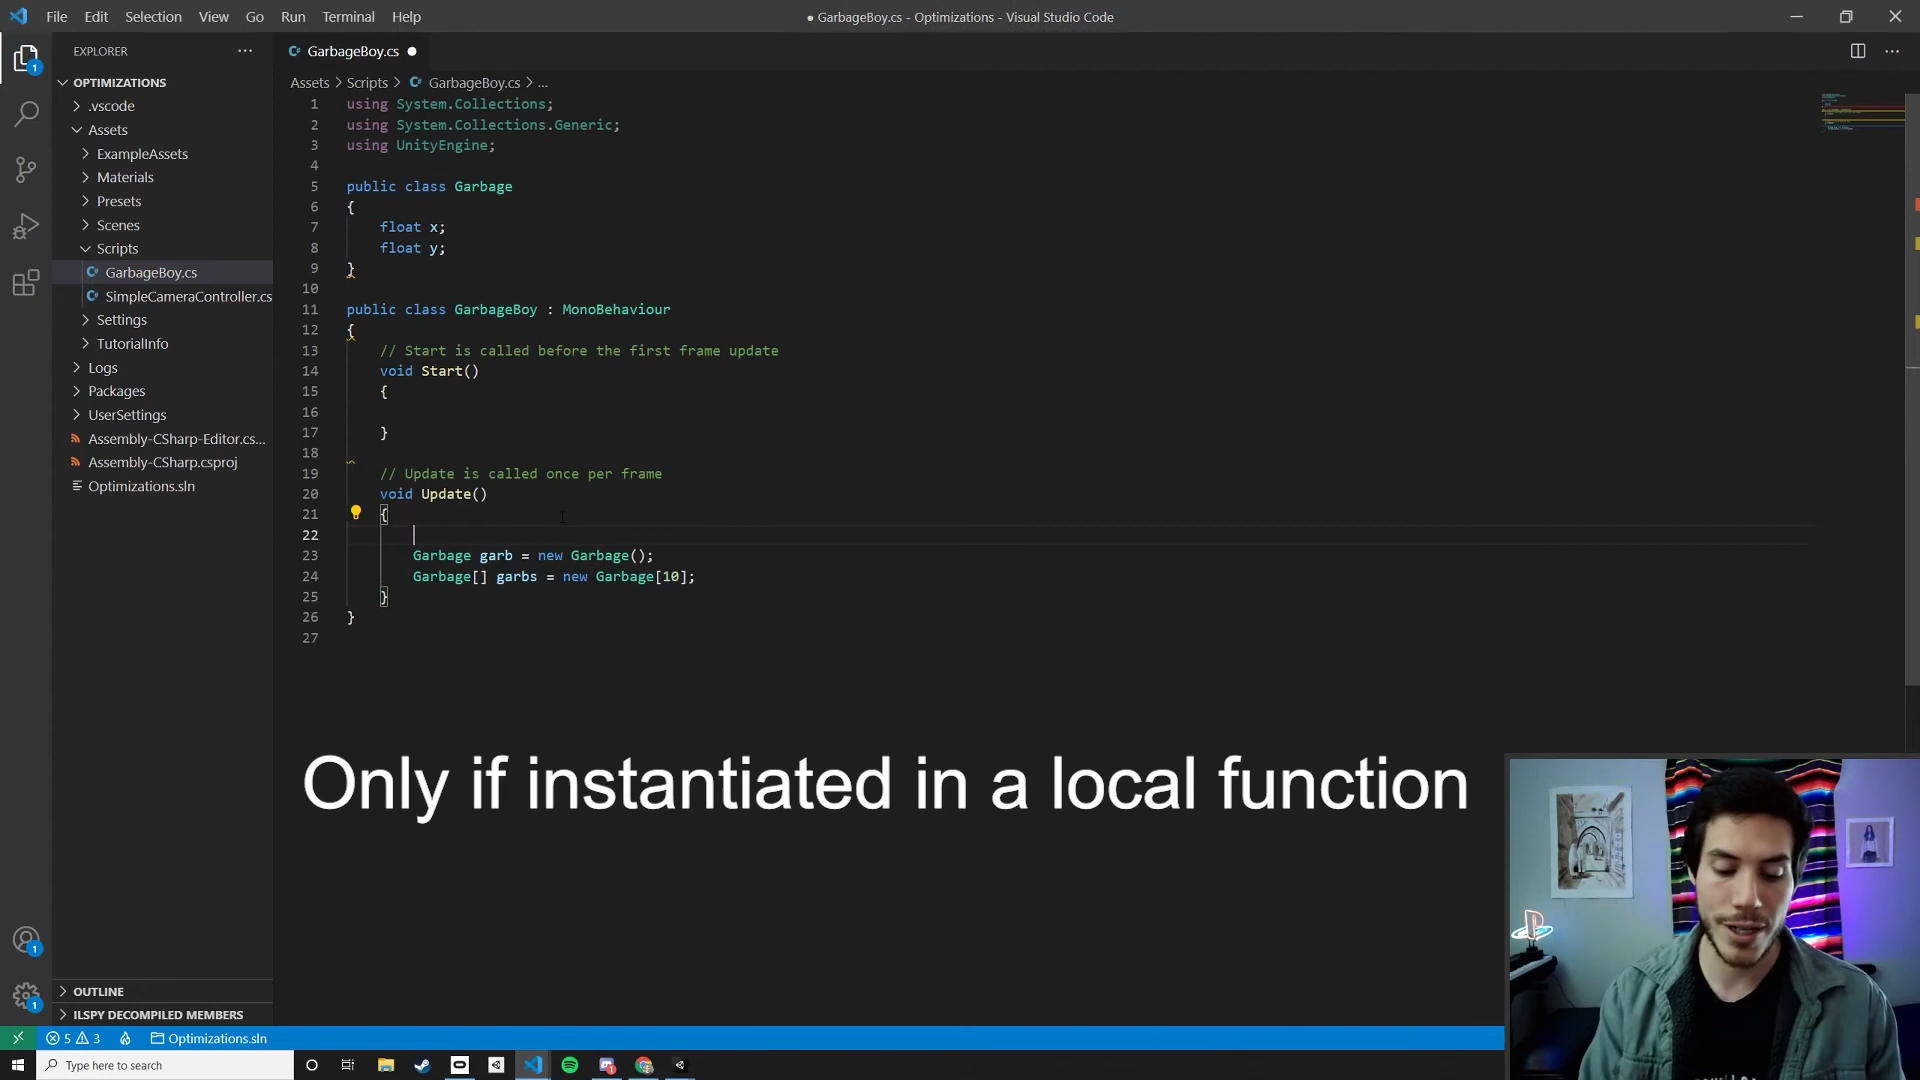 File Edit Selection View Go Run Terminal Help
● GarbageBoy.cs - Optimizations - Visual Studio Code
EXPLORER
OPTIMIZATIONS
.vscode
Assets
ExampleAssets
Materials
Presets
Scenes
Scripts
GarbageBoy.cs
SimpleCameraController.cs
Settings
TutorialInfo
Logs
Packages
UserSettings
Assembly-CSharp-Editor.cs...
Assembly-CSharp.csproj
Optimizations.sln
OUTLINE
ILSPY DECOMPILED MEMBERS
GarbageBoy.cs
Assets > Scripts > GarbageBoy.cs > ...
1 using System.Collections;
2 using System.Collections.Generic;
3 using UnityEngine;
4
5 public class Garbage
6 {
7 float x;
8 float y;
9 }
10
11 public class GarbageBoy : MonoBehaviour
12 {
13 // Start is called before the first frame update
14 void Start()
15 {
16
17 }
18
19 // Update is called once per frame
20 void Update()
21 {
22
23 Garbage garb = new Garbage();
24 Garbage[] garbs = new Garbage[10];
25 }
26 }
27
Only if instantiated in a local function
5 3 Optimizations.sln
Type here to search